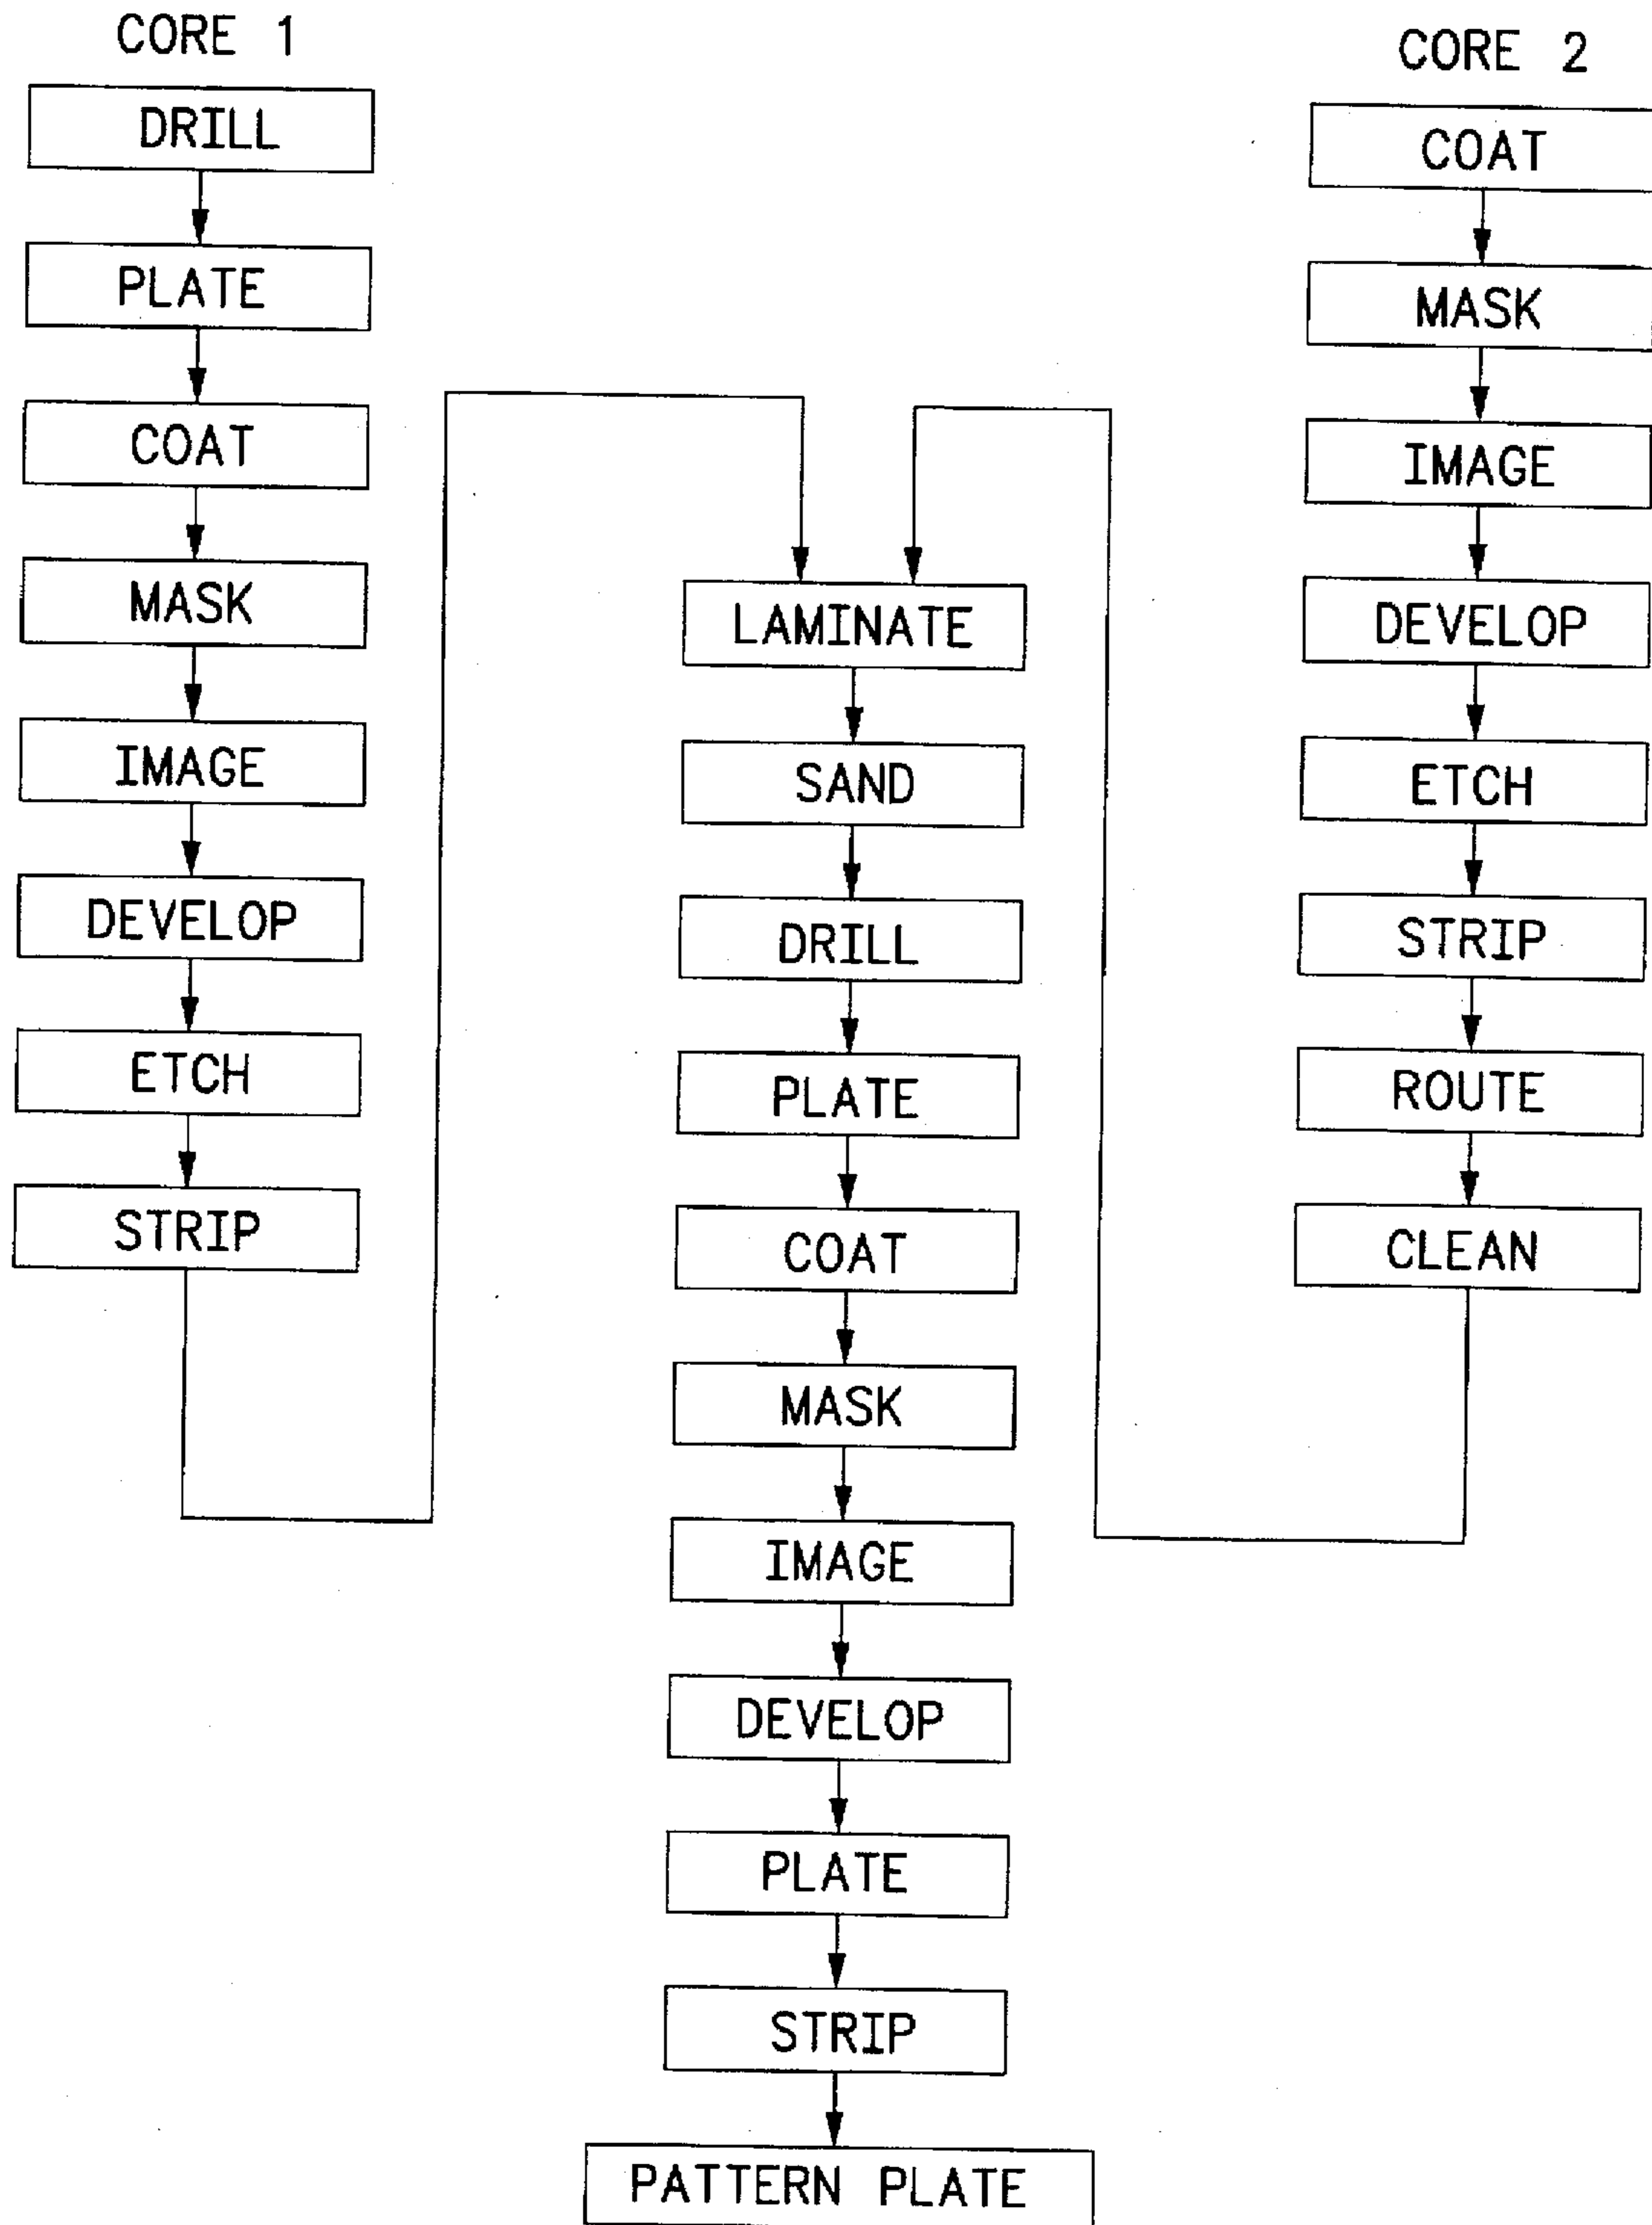 CORE 1
DRILL
PLATE
COAT
MASK
IMAGE
DEVELOP
ETCH
STRIP
LAMINATE
SAND
DRILL
PLATE
COAT
MASK
IMAGE
DEVELOP
PLATE
STRIP
PATTERN PLATE
CORE 2
COAT
MASK
IMAGE
DEVELOP
ETCH
STRIP
ROUTE
CLEAN